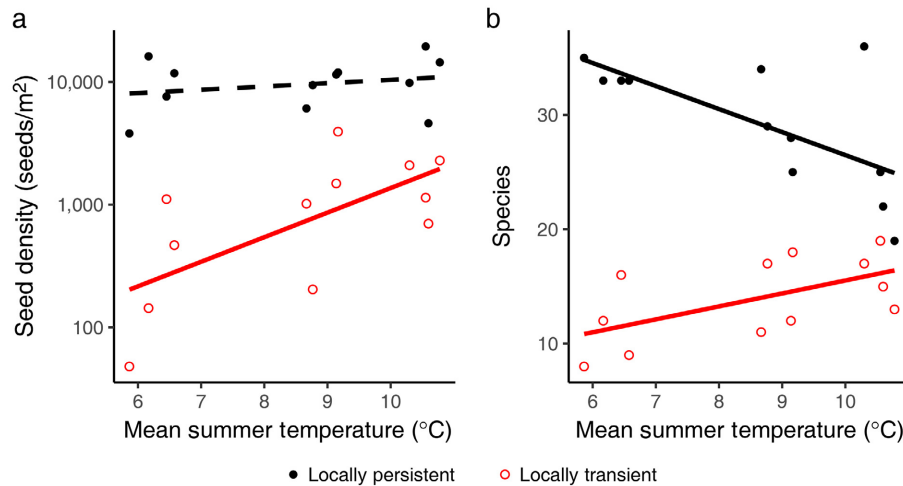 a
b
Seed density (seeds/m²)
10,000
1,000
100
6 7 8 9 10
Mean summer temperature (°C)
Species
30
20
10
6 7 8 9 10
Mean summer temperature (°C)
Locally persistent
Locally transient